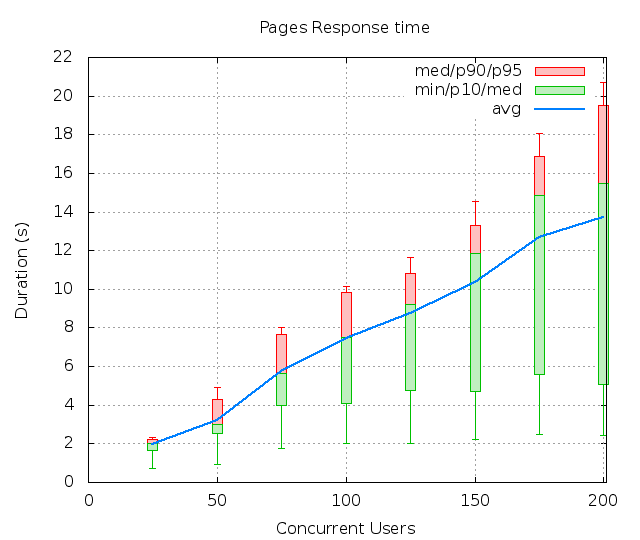 Pages Response time
med/p90/p95
min/p10/med
avg
22
20
18
16
14
12
10
8
6
4
2
0
Duration (s)
0 50 100 150 200
Concurrent Users